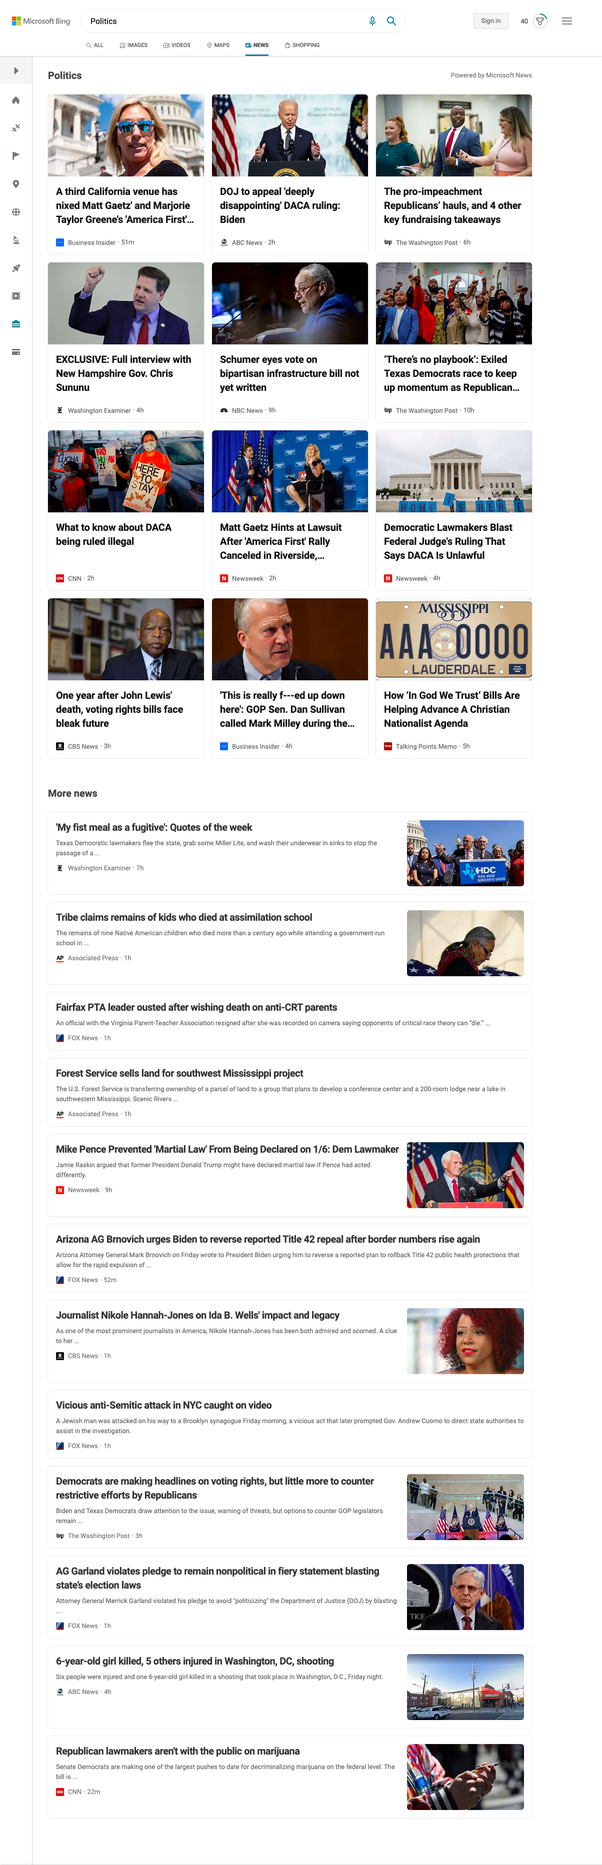 Microsoft Bing
Politics
Sign in
40
ALL
IMAGES
VIDEOS
MAPS
NEWS
SHOPPING
Politics
Powered by Microsoft News
A third California venue has
nixed Matt Gaetz' and Marjorie
Taylor Greene's 'America First'...
Business Insider · 51m
DOJ to appeal 'deeply
disappointing' DACA ruling:
Biden
ABC News · 2h
The pro-impeachment
Republicans' hauls, and 4 other
key fundraising takeaways
wp The Washington Post · 6h
EXCLUSIVE: Full interview with
New Hampshire Gov. Chris
Sununu
Washington Examiner · 4h
Schumer eyes vote on
bipartisan infrastructure bill not
yet written
NBC News · 9h
'There's no playbook': Exiled
Texas Democrats race to keep
up momentum as Republican...
wp The Washington Post · 10h
HERE
TO
STAY!
What to know about DACA
being ruled illegal
CNN · 2h
Matt Gaetz Hints at Lawsuit
After 'America First' Rally
Canceled in Riverside,...
N Newsweek · 2h
Democratic Lawmakers Blast
Federal Judge's Ruling That
Says DACA Is Unlawful
N Newsweek · 4h
One year after John Lewis'
death, voting rights bills face
bleak future
CBS News · 3h
'This is really f---ed up down
here': GOP Sen. Dan Sullivan
called Mark Milley during the...
Business Insider · 4h
MISSISSIPPI
AAA 0000
LAUDERDALE
How 'In God We Trust' Bills Are
Helping Advance A Christian
Nationalist Agenda
Talking Points Memo · 5h
More news
'My fist meal as a fugitive': Quotes of the week
Texas Democratic lawmakers flee the state, grab some Miller Lite, and wash their underwear in sinks to stop the
passage of a ...
Washington Examiner · 7h
HDC
Tribe claims remains of kids who died at assimilation school
The remains of nine Native American children who died more than a century ago while attending a government-run
school in ...
AP Associated Press · 1h
Fairfax PTA leader ousted after wishing death on anti-CRT parents
An official with the Virginia Parent-Teacher Association resigned after she was recorded on camera saying opponents of critical race theory can "die." ...
FOX News · 1h
Forest Service sells land for southwest Mississippi project
The U.S. Forest Service is transferring ownership of a parcel of land to a group that plans to develop a conference center and a 200-room lodge near a lake in
southwestern Mississippi. Scenic Rivers ...
AP Associated Press · 1h
Mike Pence Prevented 'Martial Law' From Being Declared on 1/6: Dem Lawmaker
Jamie Raskin argued that former President Donald Trump might have declared martial law if Pence had acted
differently.
N Newsweek · 9h
Arizona AG Brnovich urges Biden to reverse reported Title 42 repeal after border numbers rise again
Arizona Attorney General Mark Brnovich on Friday wrote to President Biden urging him to reverse a reported plan to rollback Title 42 public health protections that
allow for the rapid expulsion of ...
FOX News · 52m
Journalist Nikole Hannah-Jones on Ida B. Wells' impact and legacy
As one of the most prominent journalists in America, Nikole Hannah-Jones has been both admired and scorned. A clue
to her ...
CBS News · 1h
Vicious anti-Semitic attack in NYC caught on video
A Jewish man was attacked on his way to a Brooklyn synagogue Friday morning, a vicious act that later prompted Gov. Andrew Cuomo to direct state authorities to
assist in the investigation.
FOX News · 1h
Democrats are making headlines on voting rights, but little more to counter
restrictive efforts by Republicans
Biden and Texas Democrats draw attention to the issue, warning of threats, but options to counter GOP legislators
remain ...
wp The Washington Post · 3h
AG Garland violates pledge to remain nonpolitical in fiery statement blasting
state's election laws
Attorney General Merrick Garland violated his pledge to avoid "politicizing" the Department of Justice (DOJ) by blasting
...
FOX News · 1h
6-year-old girl killed, 5 others injured in Washington, DC, shooting
Six people were injured and one 6-year-old girl killed in a shooting that took place in Washington, D.C., Friday night.
ABC News · 4h
Republican lawmakers aren't with the public on marijuana
Senate Democrats are making one of the largest pushes to date for decriminalizing marijuana on the federal level. The
bill is ...
CNN · 22m